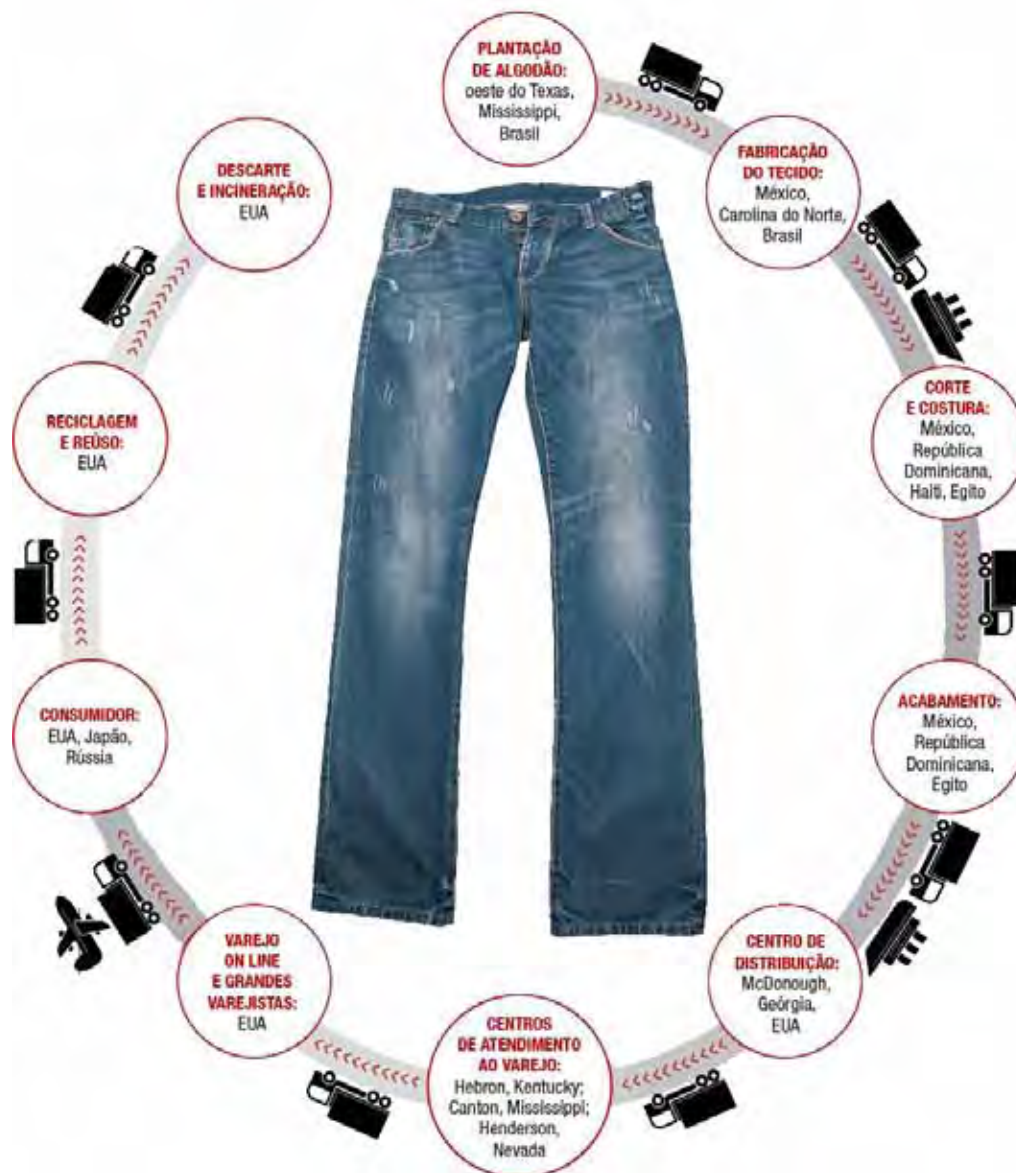 PLANTAÇÃO
DE ALGODÃO:
oeste do Texas,
Mississippi,
Brasil
FABRICAÇÃO
DO TECIDO:
México,
Carolina do Norte,
Brasil
CORTE
E COSTURA:
México,
República
Dominicana,
Haiti, Egito
ACABAMENTO:
México,
República
Dominicana,
Egito
CENTRO DE
DISTRIBUIÇÃO:
McDonough,
Geórgia,
EUA
CENTROS
DE ATENDIMENTO
AO VAREJO:
Hebron, Kentucky;
Canton, Mississippi;
Henderson,
Nevada
VAREJO
ON LINE
E GRANDES
VAREJISTAS:
EUA
CONSUMIDOR:
EUA, Japão,
Rússia
RECICLAGEM
E REÚSO:
EUA
DESCARTE
E INCINERAÇÃO:
EUA